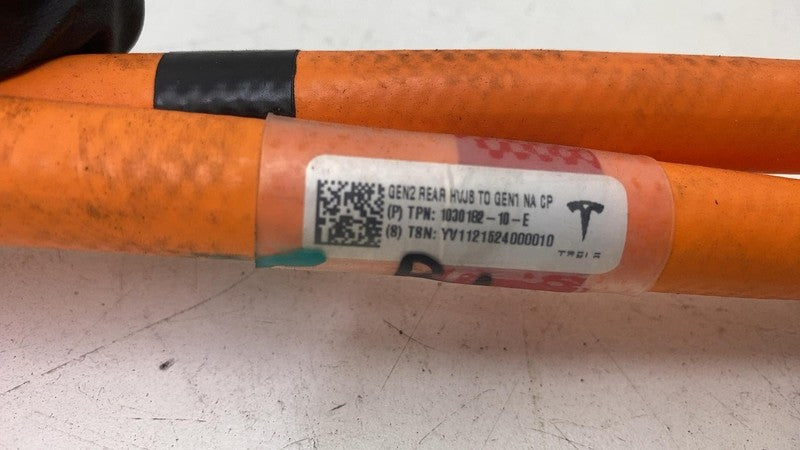 GEN2 REAR HVJB TO GEN1 NA CP
(P) TPN: 1030182-10-E
(S) TSN: YV1121524000010
TESLA